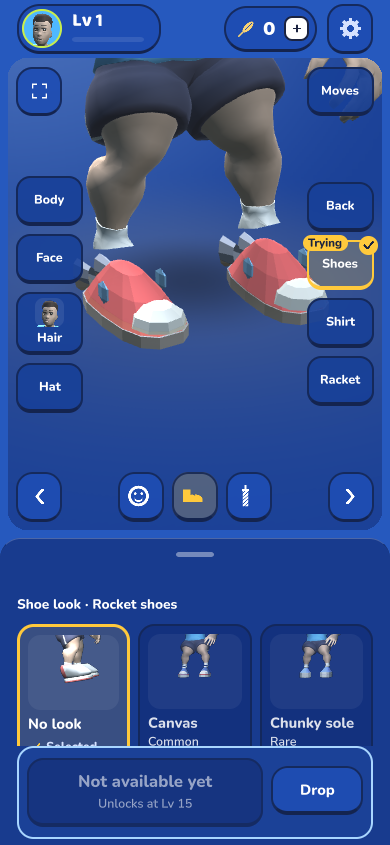 Lv 1
0
+
Moves
Body
Back
Trying
Face
Shoes
Hair
Shirt
Hat
Racket
Shoe look · Rocket shoes
No look
Canvas
Chunky sole
✓ Selected
Common
Rare
Not available yet
Unlocks at Lv 15
Drop